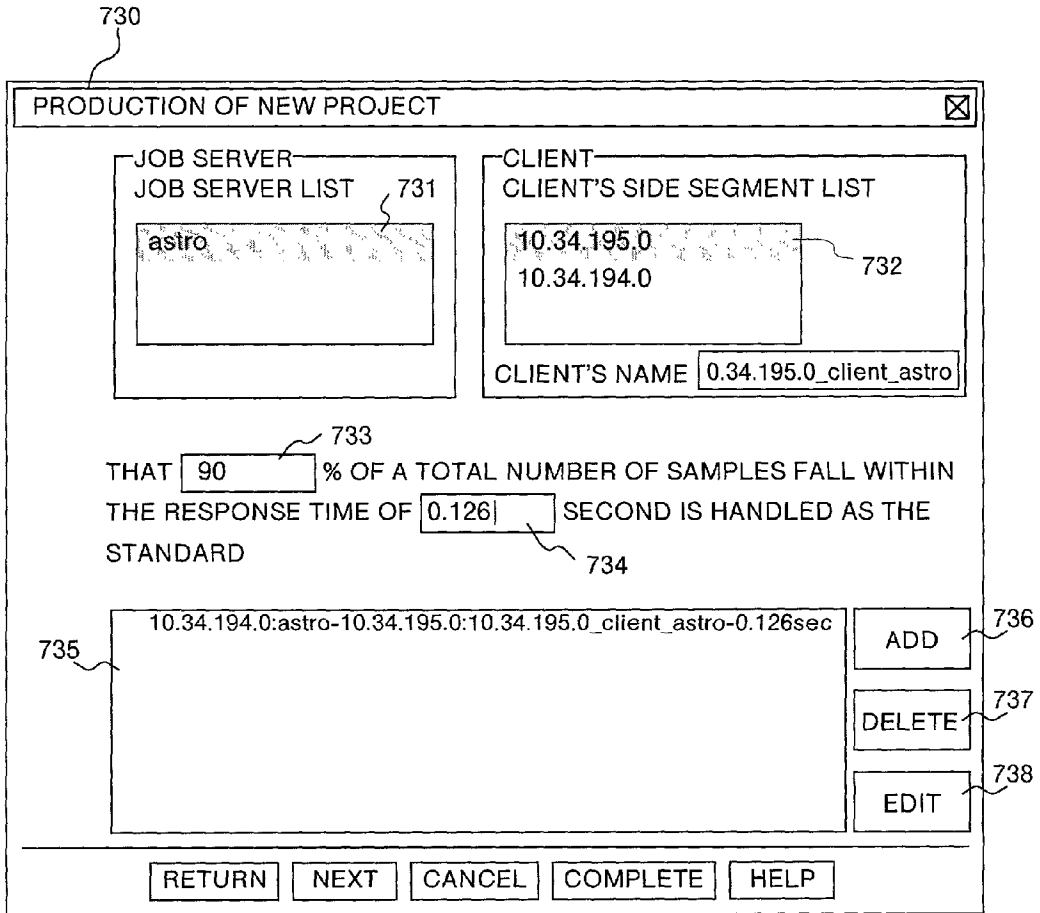 730
PRODUCTION OF NEW PROJECT
JOB SERVER
JOB SERVER LIST
731
astro
CLIENT
CLIENT'S SIDE SEGMENT LIST
10.34.195.0
10.34.194.0
732
CLIENT'S NAME 0.34.195.0_client_astro
733
THAT 90 % OF A TOTAL NUMBER OF SAMPLES FALL WITHIN
THE RESPONSE TIME OF 0.126 SECOND IS HANDLED AS THE
STANDARD
734
735
10.34.194.0:astro-10.34.195.0:10.34.195.0_client_astro-0.126sec
ADD
736
DELETE
737
EDIT
738
RETURN NEXT CANCEL COMPLETE HELP